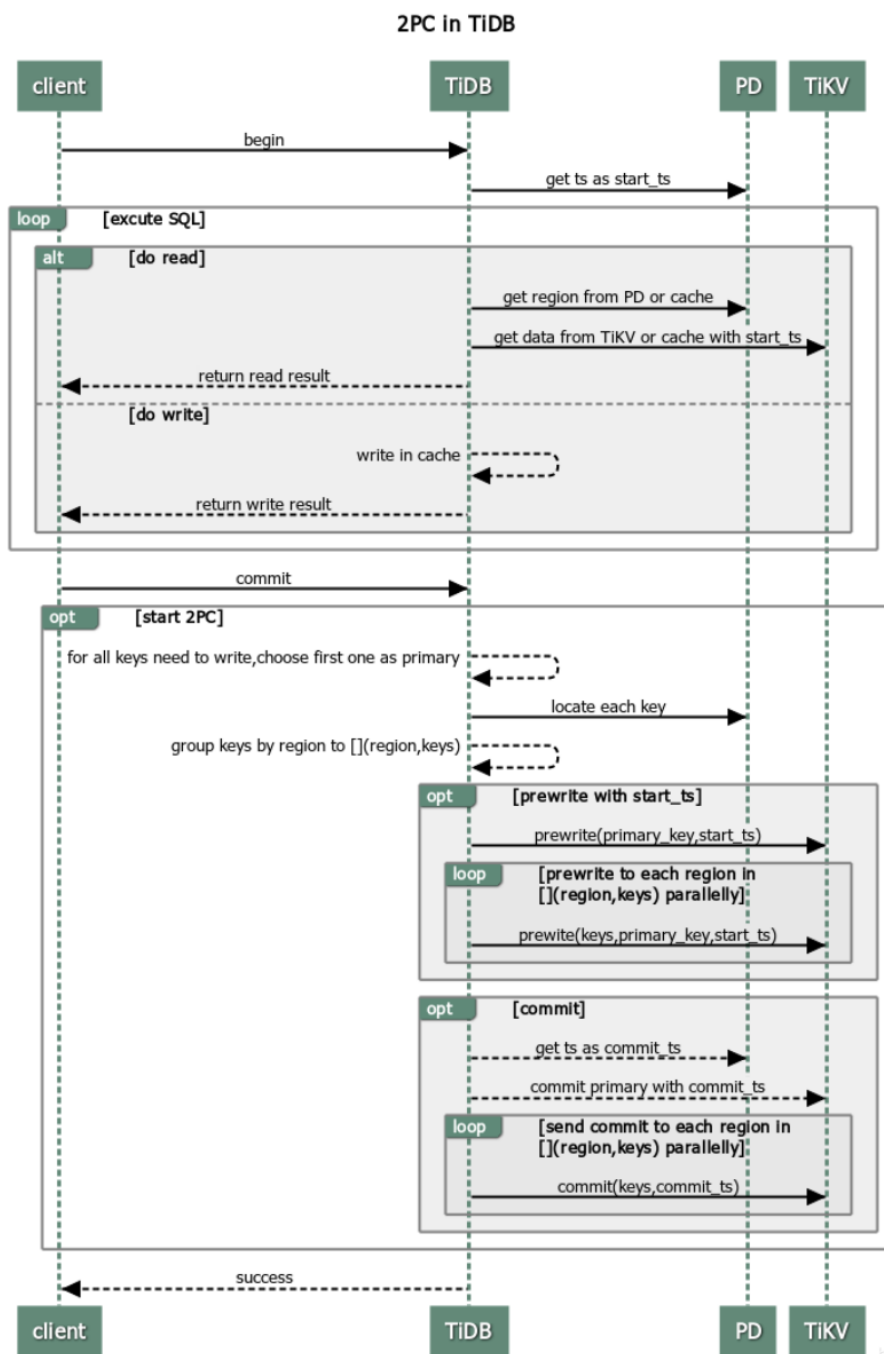 2PC in TiDB
client TiDB PD TiKV
begin
get ts as start_ts
loop [excute SQL]
alt [do read]
get region from PD or cache
get data from TiKV or cache with start_ts
return read result
[do write]
write in cache
return write result
commit
opt [start 2PC]
for all keys need to write,choose first one as primary
locate each key
group keys by region to [](region,keys)
opt [prewrite with start_ts]
prewrite(primary_key,start_ts)
loop [prewrite to each region in
[](region,keys) parallelly]
prewite(keys,primary_key,start_ts)
opt [commit]
get ts as commit_ts
commit primary with commit_ts
loop [send commit to each region in
[](region,keys) parallelly]
commit(keys,commit_ts)
success
client TiDB PD TiKV